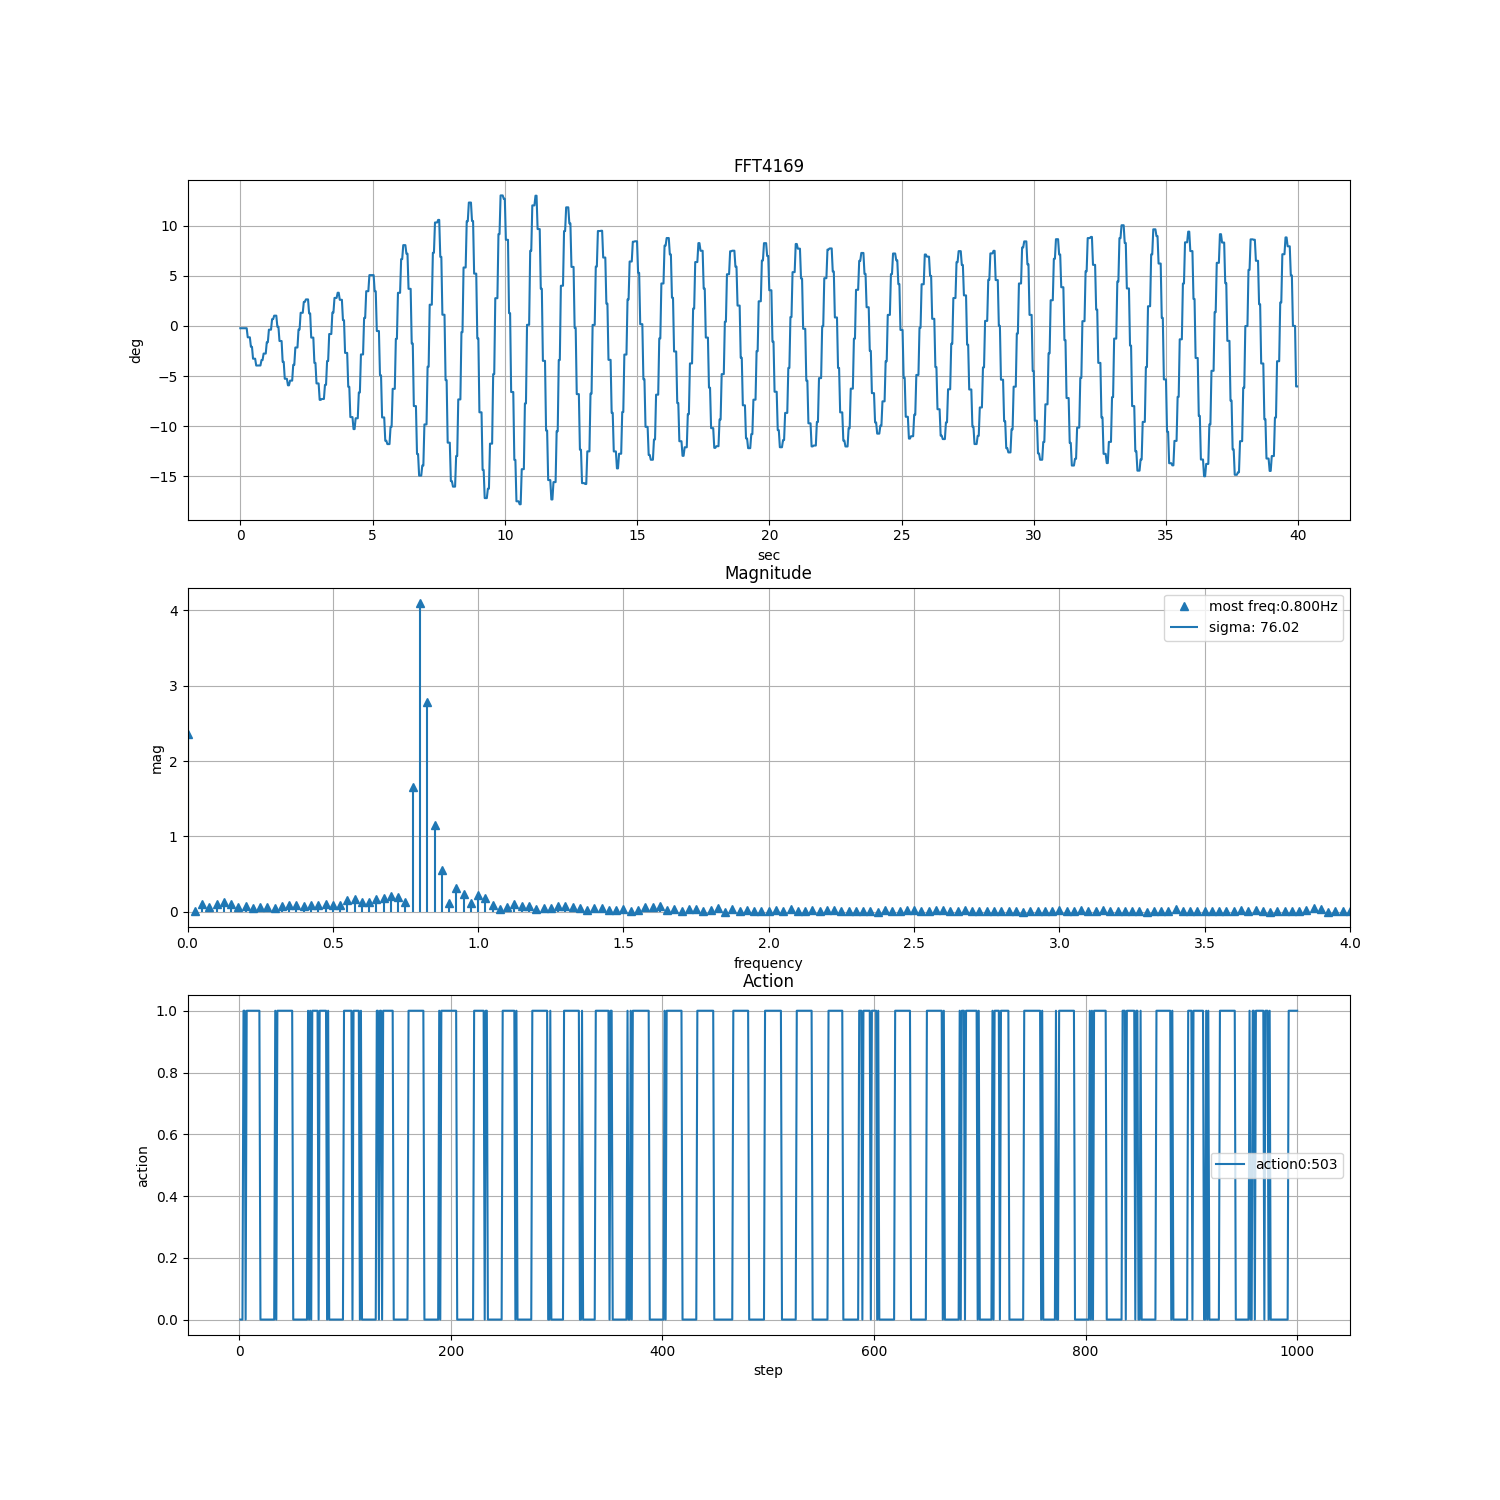 FFT4169
deg
10
5
0
−5
−10
−15
0 5 10 15 20 25 30 35 40
sec
Magnitude
mag
4
3
2
1
0
most freq:0.800Hz
sigma: 76.02
0.0 0.5 1.0 1.5 2.0 2.5 3.0 3.5 4.0
frequency
Action
action
1.0
0.8
0.6
0.4
0.2
0.0
action0:503
0 200 400 600 800 1000
step